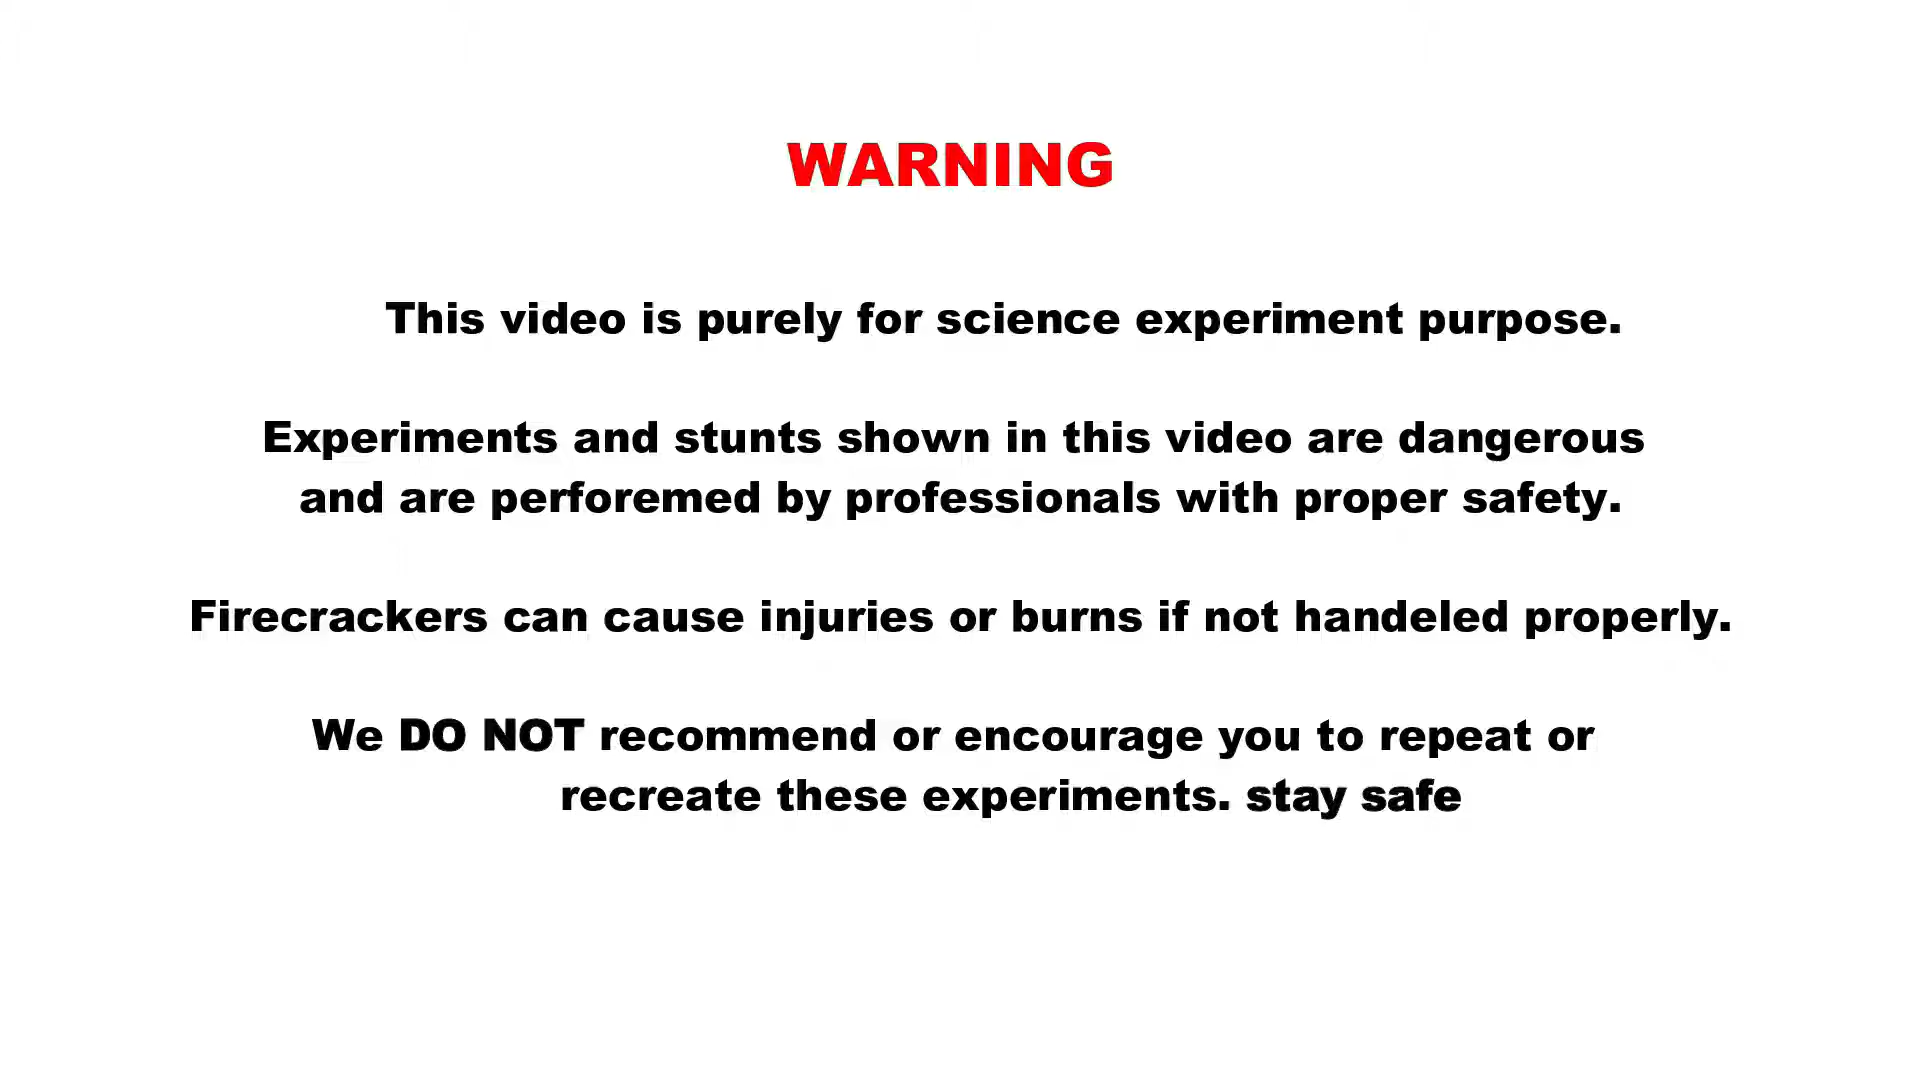 WARNING
This video is purely for science experiment purpose.
Experiments and stunts shown in this video are dangerous
and are perforemed by professionals with proper safety.
Firecrackers can cause injuries or burns if not handeled properly.
We DO NOT recommend or encourage you to repeat or
recreate these experiments. stay safe